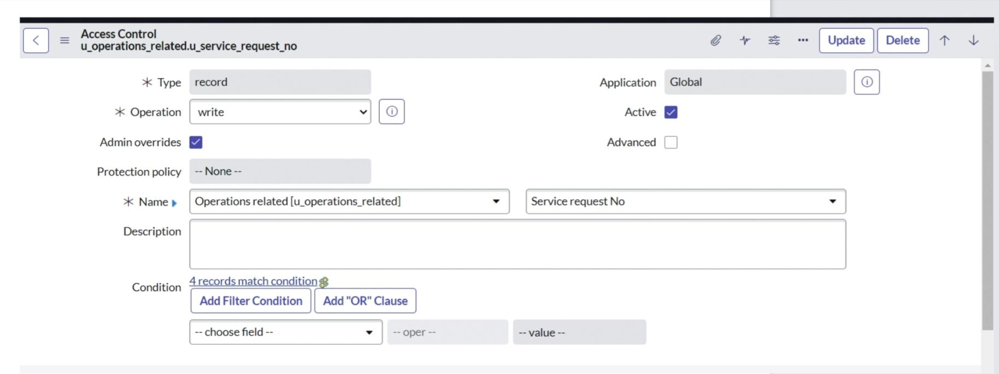 Access Control
u_operations_related.u_service_request_no
Update
Delete
Type
record
Application
Global
Operation
write
Active
Admin overrides
Advanced
Protection policy
-- None --
Name
Operations related [u_operations_related]
Service request No
Description
Condition
4 records match condition
Add Filter Condition
Add "OR" Clause
-- choose field --
-- oper --
-- value --